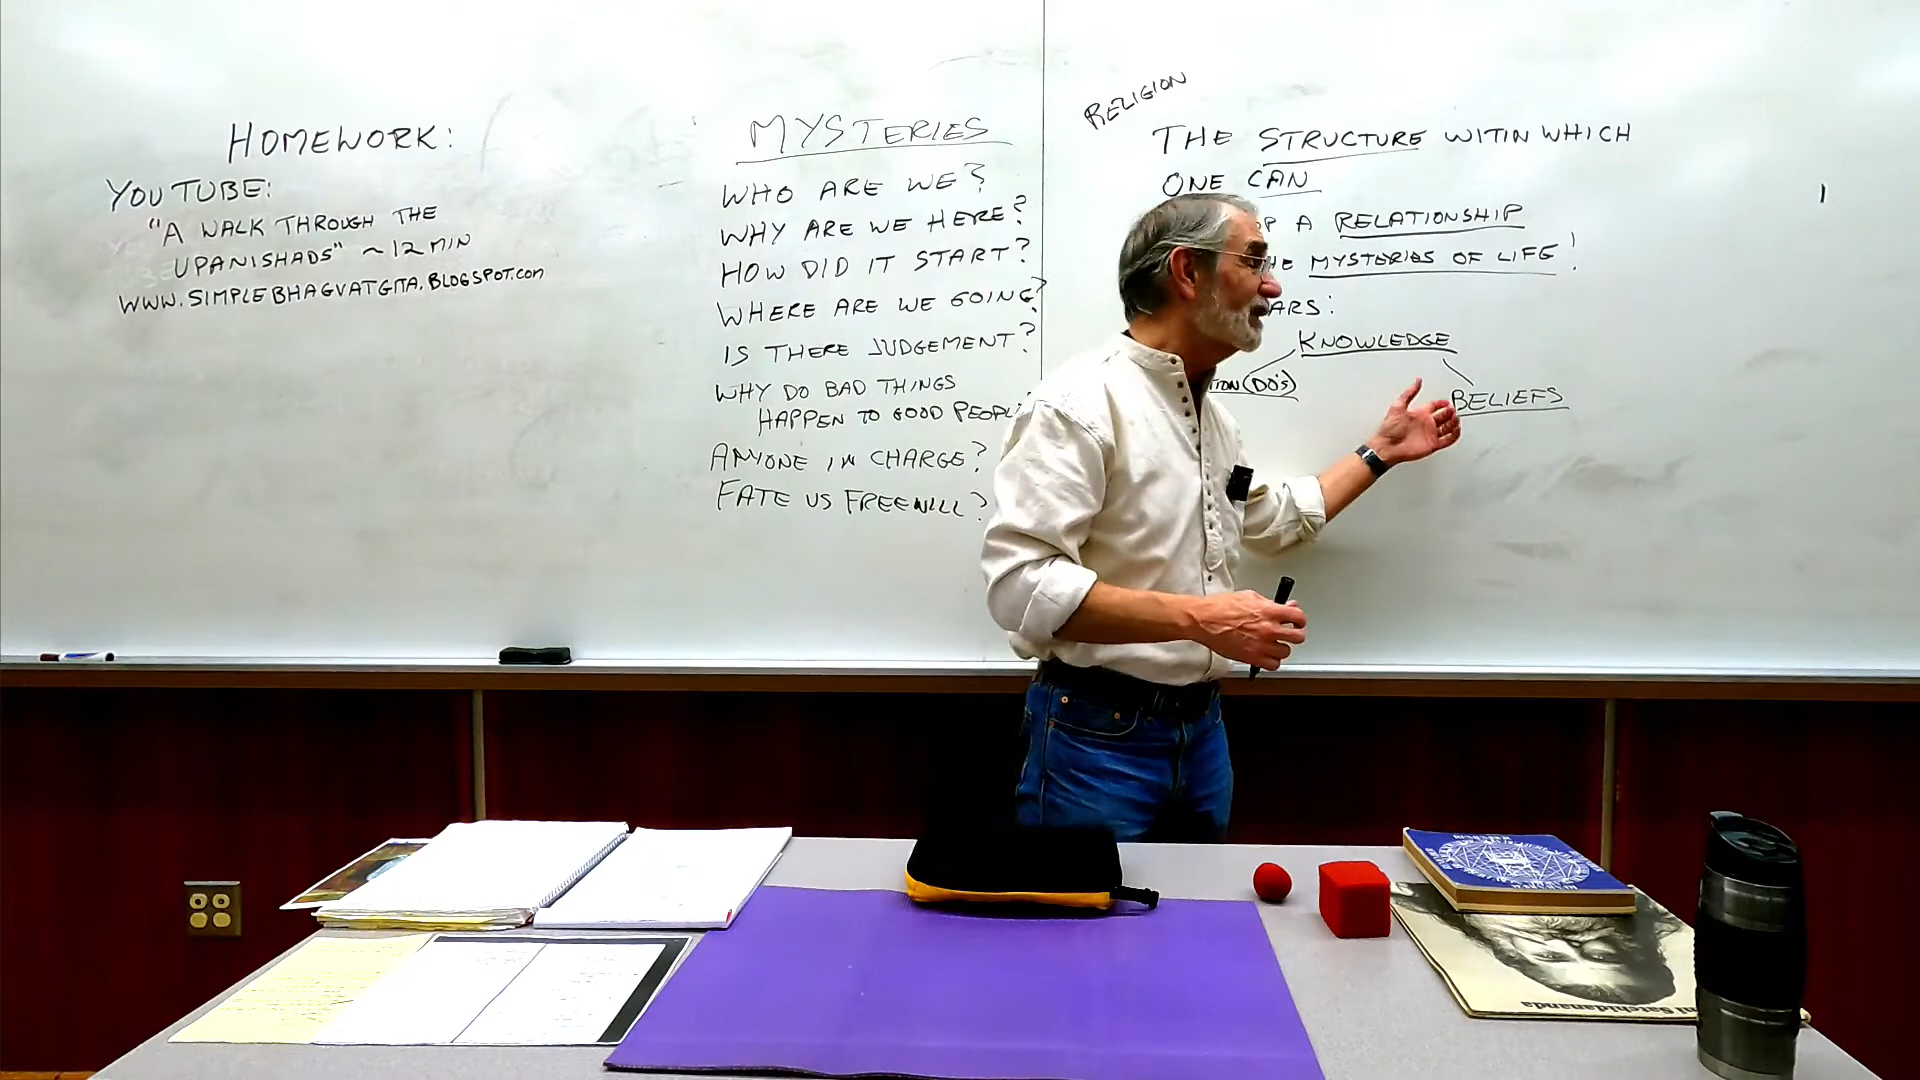 HOMEWORK:
YOUTUBE:
"A WALK THROUGH THE
UPANISHADS" ~12 MIN
WWW.SIMPLEBHAGVATGITA.BLOGSPOT.COM
MYSTERIES
WHO ARE WE?
WHY ARE WE HERE?
HOW DID IT START?
WHERE ARE WE GOING?
IS THERE JUDGEMENT?
WHY DO BAD THINGS
HAPPEN TO GOOD PEOPLE?
ANYONE IN CHARGE?
FATE VS FREEWILL?
RELIGION
THE STRUCTURE WITIN WHICH
ONE CAN
A RELATIONSHIP
MYSTERIES OF LIFE!
KNOWLEDGE
(DO'S)
BELIEFS
Satchidananda